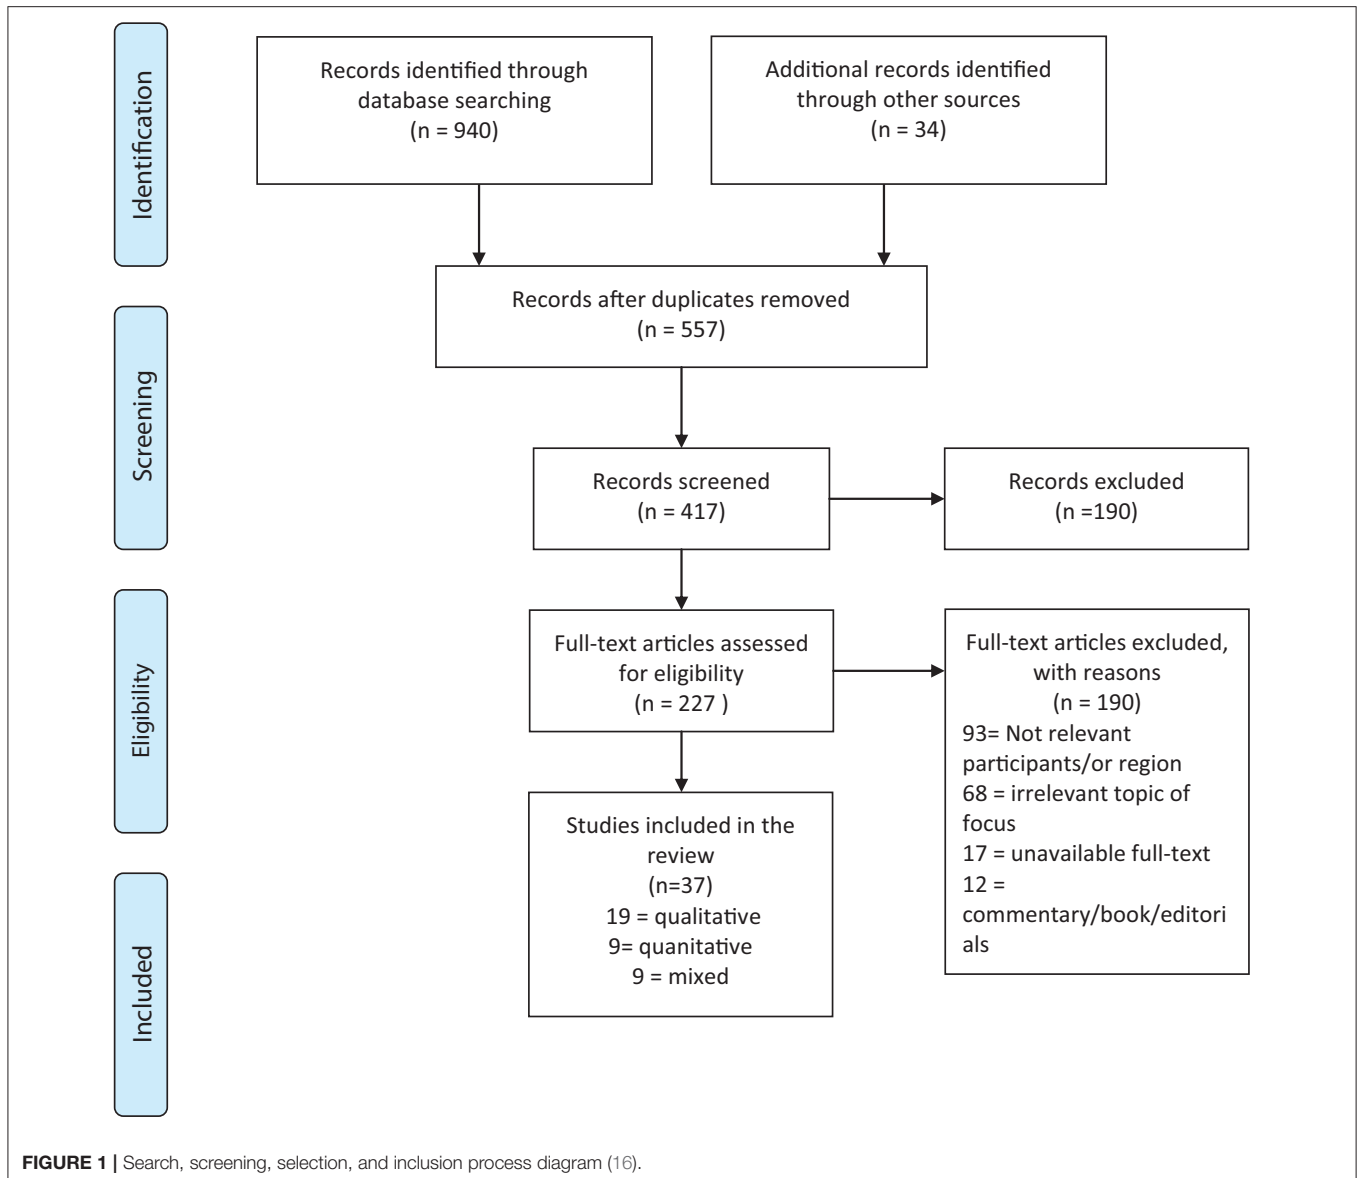 Identification
Records identified through
database searching
(n = 940)
Additional records identified
through other sources
(n = 34)
Records after duplicates removed
(n = 557)
Screening
Records screened
(n = 417)
Records excluded
(n =190)
Eligibility
Full-text articles assessed
for eligibility
(n = 227 )
Full-text articles excluded,
with reasons
(n = 190)
93= Not relevant
participants/or region
68 = irrelevant topic of
focus
17 = unavailable full-text
12 =
commentary/book/editori
als
Included
Studies included in the
review
(n=37)
19 = qualitative
9= quanitative
9 = mixed
FIGURE 1 | Search, screening, selection, and inclusion process diagram (16).